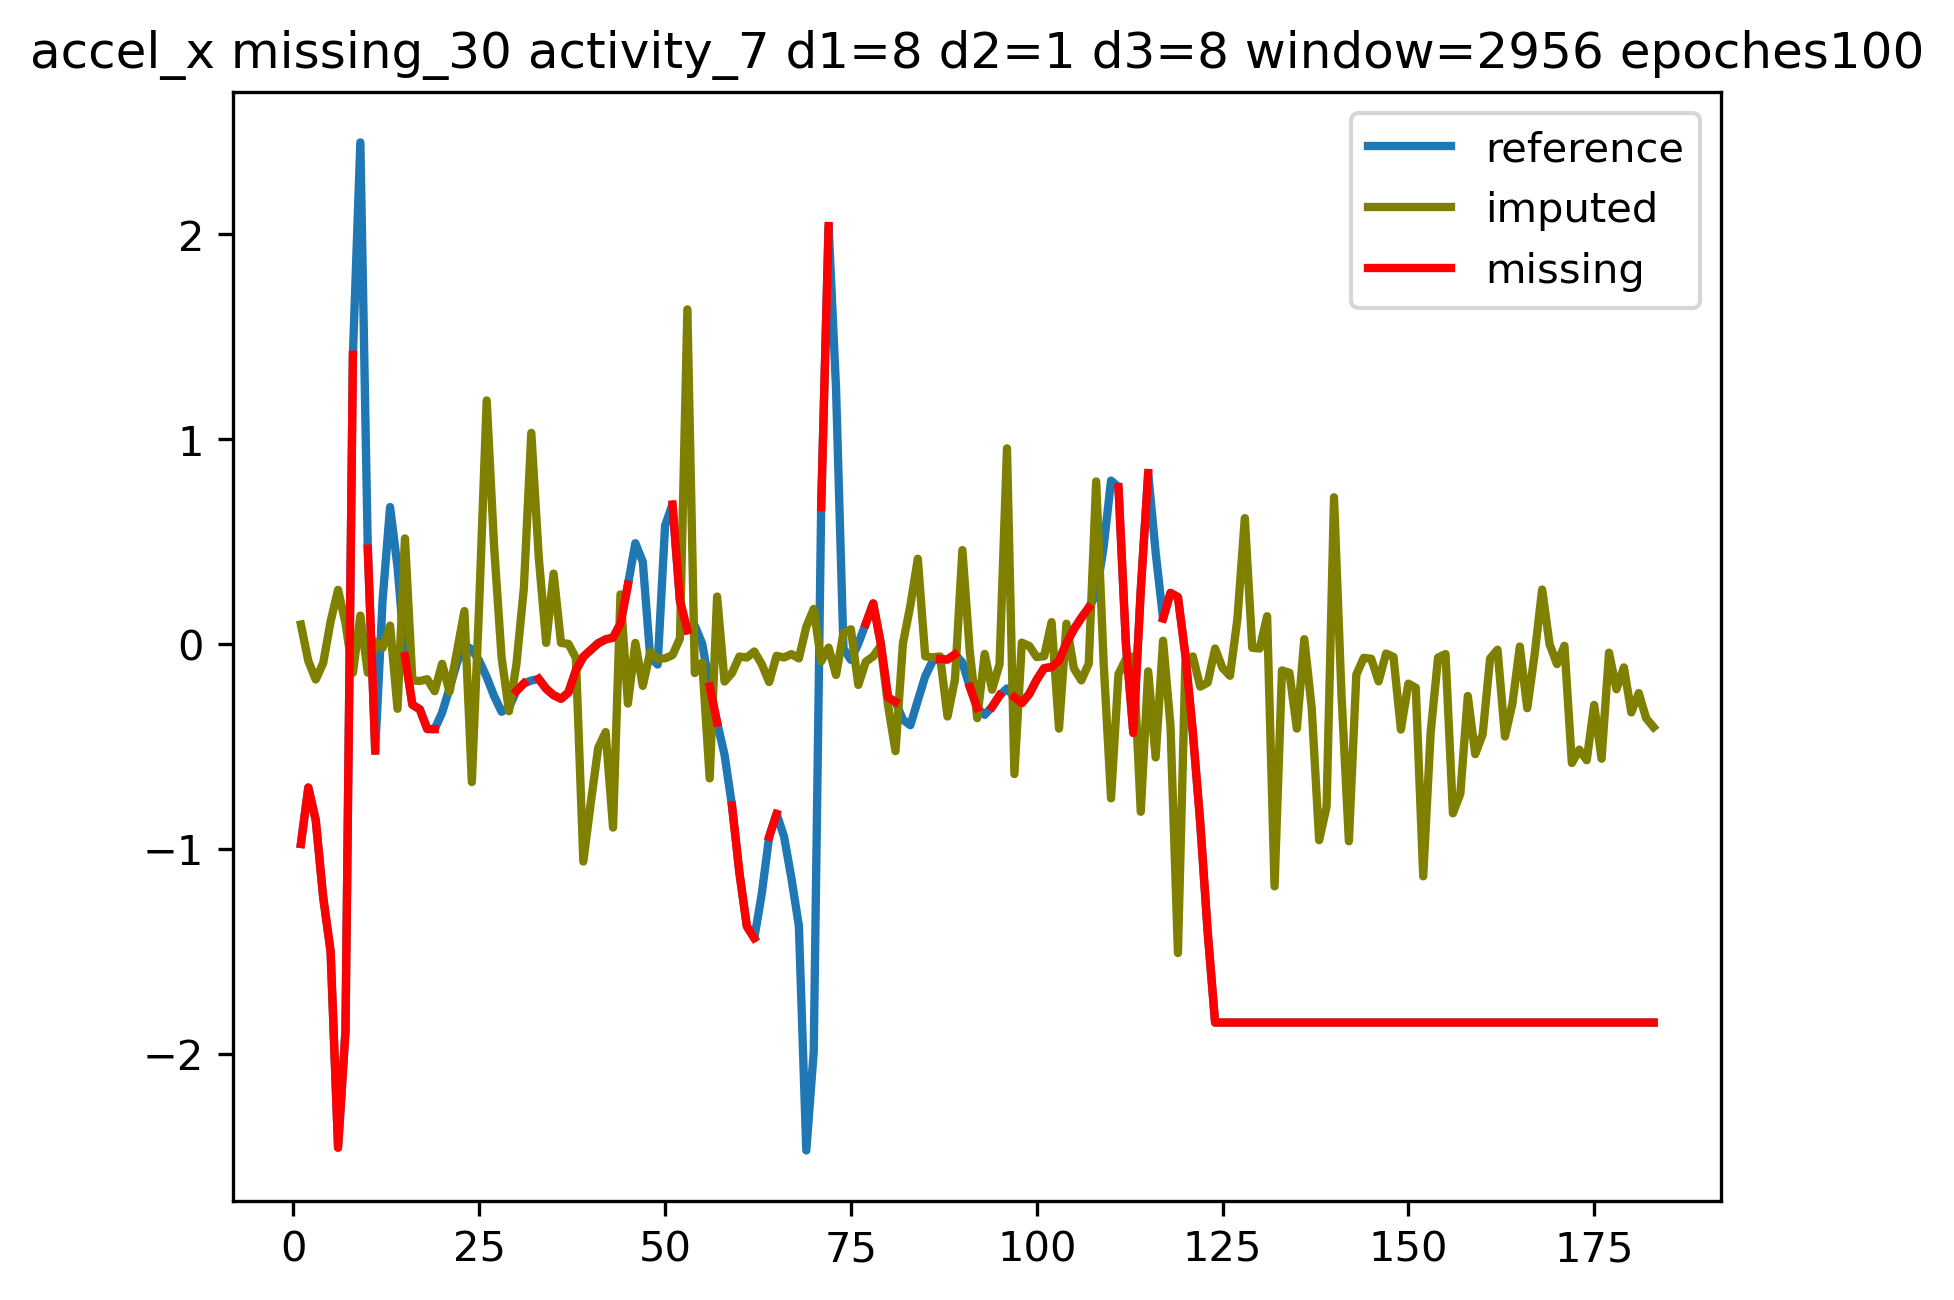 accel_x missing_30 activity_7 d1=8 d2=1 d3=8 window=2956 epoches100
reference
imputed
missing
2
1
0
−1
−2
0 25 50 75 100 125 150 175